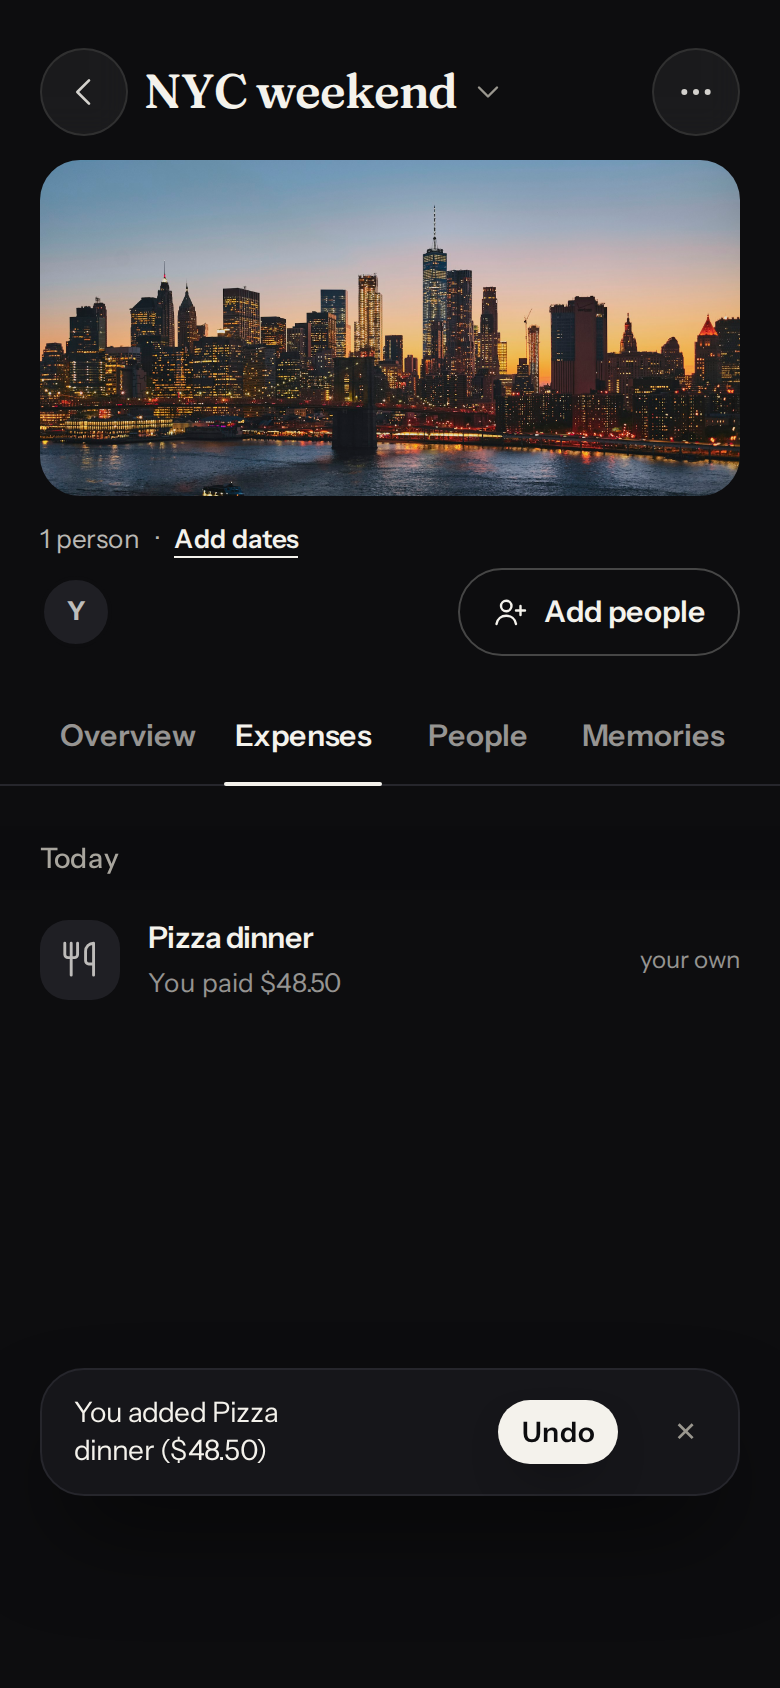 NYC weekend
1 person · Add dates
Y
Add people
Overview Expenses People Memories
Today
Pizza dinner
You paid $48.50
your own
You added Pizza
dinner ($48.50)
Undo